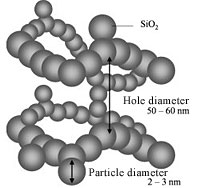 SiO₂
Hole diameter
50 – 60 nm
Particle diameter
2 – 3 nm